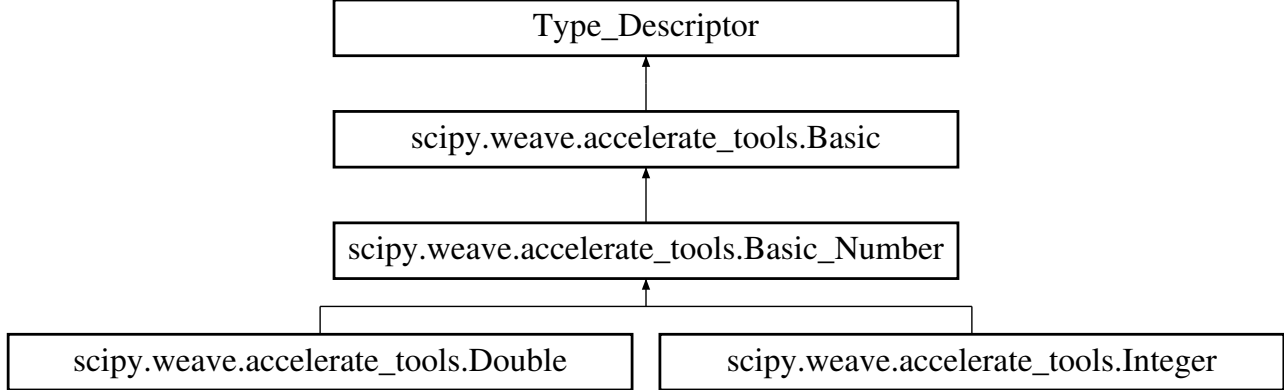 Type_Descriptor
scipy.weave.accelerate_tools.Basic
scipy.weave.accelerate_tools.Basic_Number
scipy.weave.accelerate_tools.Double
scipy.weave.accelerate_tools.Integer